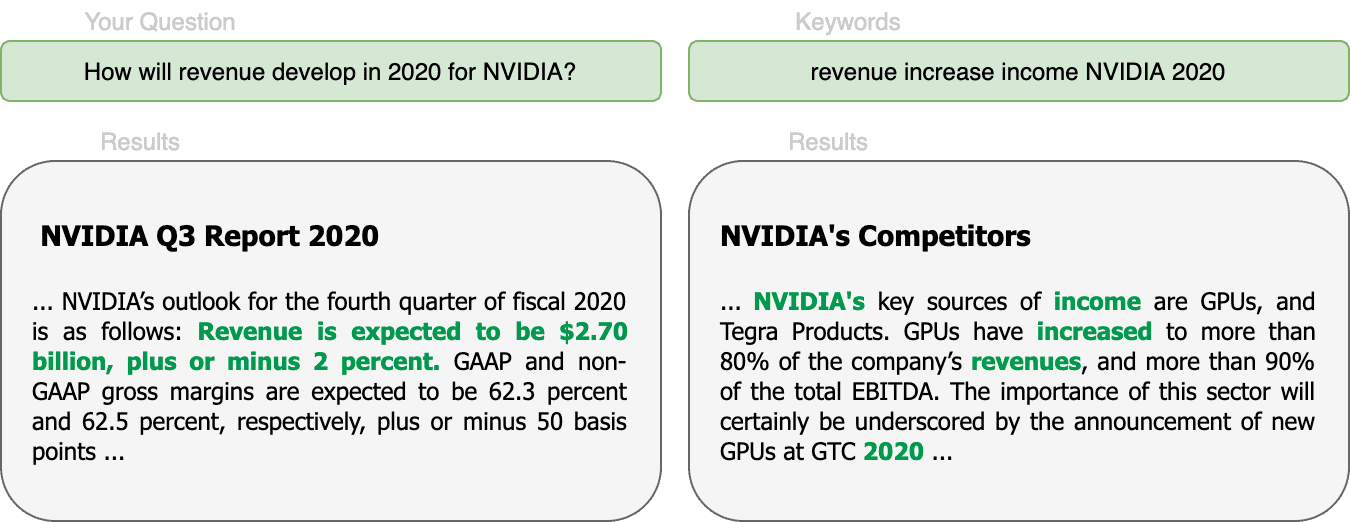 Your Question
How will revenue develop in 2020 for NVIDIA?
Results
NVIDIA Q3 Report 2020
... NVIDIA’s outlook for the fourth quarter of fiscal 2020
is as follows: Revenue is expected to be $2.70
billion, plus or minus 2 percent. GAAP and non-
GAAP gross margins are expected to be 62.3 percent
and 62.5 percent, respectively, plus or minus 50 basis
points ...
Keywords
revenue increase income NVIDIA 2020
Results
NVIDIA's Competitors
... NVIDIA's key sources of income are GPUs, and
Tegra Products. GPUs have increased to more than
80% of the company’s revenues, and more than 90%
of the total EBITDA. The importance of this sector will
certainly be underscored by the announcement of new
GPUs at GTC 2020 ...